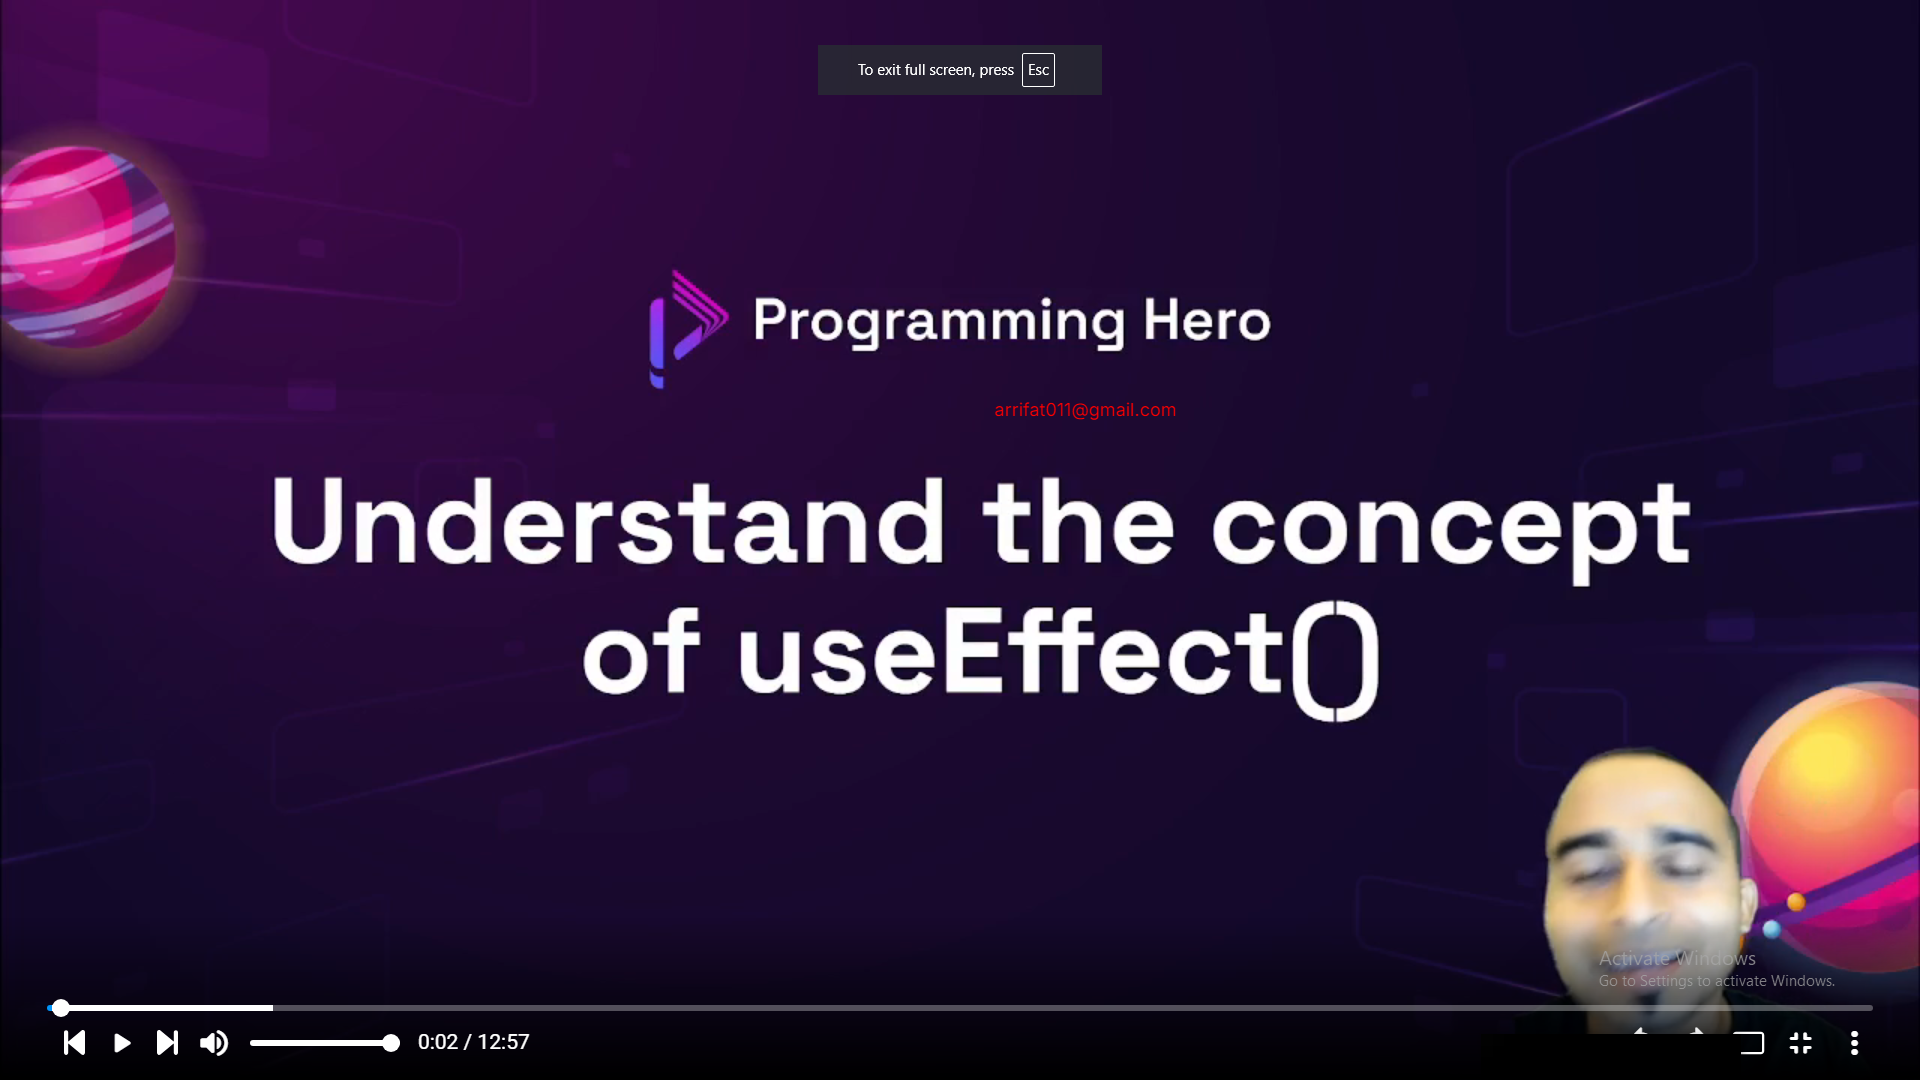 To exit full screen, press Esc
Programming Hero
arrifat011@gmail.com
Understand the concept
of useEffect()
Activate Windows
Go to Settings to activate Windows.
0:02 / 12:57